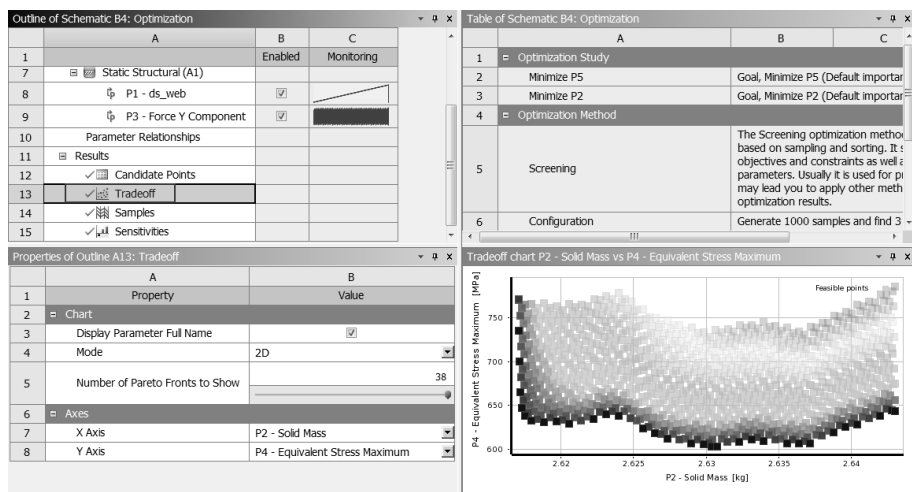 Outline of Schematic B4: Optimization
A B C
1 Enabled Monitoring
7 Static Structural (A1)
8 P1 - ds_web
9 P3 - Force Y Component
10 Parameter Relationships
11 Results
12 Candidate Points
13 Tradeoff
14 Samples
15 Sensitivities
Table of Schematic B4: Optimization
A B C
1 Optimization Study
2 Minimize P5 Goal, Minimize P5 (Default importan
3 Minimize P2 Goal, Minimize P2 (Default importan
4 Optimization Method
5 Screening
The Screening optimization metho
based on sampling and sorting. It s
objectives and constraints as well a
parameters. Usually it is used for p
may lead you to apply other meth
optimization results.
6 Configuration Generate 1000 samples and find 3
Properties of Outline A13: Tradeoff
A B
1 Property Value
2 Chart
3 Display Parameter Full Name
4 Mode 2D
5 Number of Pareto Fronts to Show 38
6 Axes
7 X Axis P2 - Solid Mass
8 Y Axis P4 - Equivalent Stress Maximum
Tradeoff chart P2 - Solid Mass vs P4 - Equivalent Stress Maximum
Feasible points
P4 - Equivalent Stress Maximum [MPa]
750
700
650
600
2.62 2.625 2.63 2.635 2.64
P2 - Solid Mass [kg]